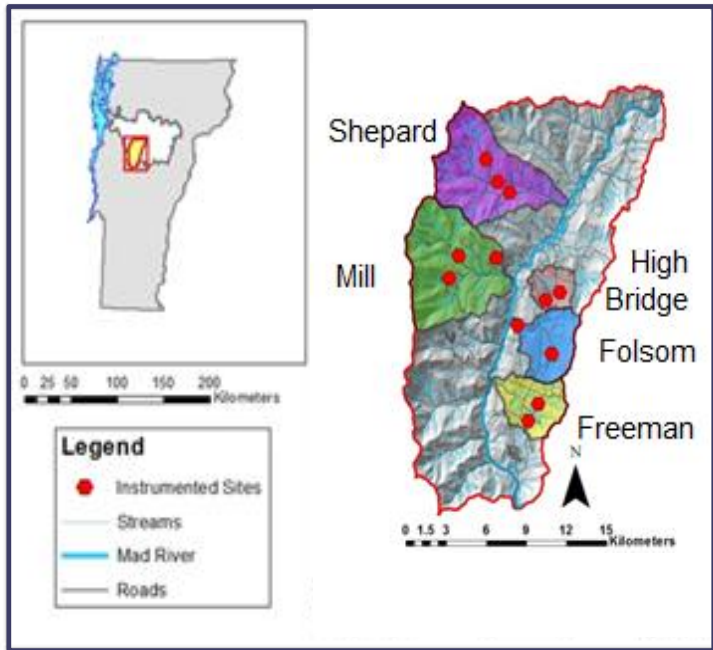 Shepard
Mill
High
Bridge
Folsom
Freeman
N
0 25 50 100 150 200
Kilometers
0 1.5 3 6 9 12 15
Kilometers
Legend
Instrumented Sites
Streams
Mad River
Roads